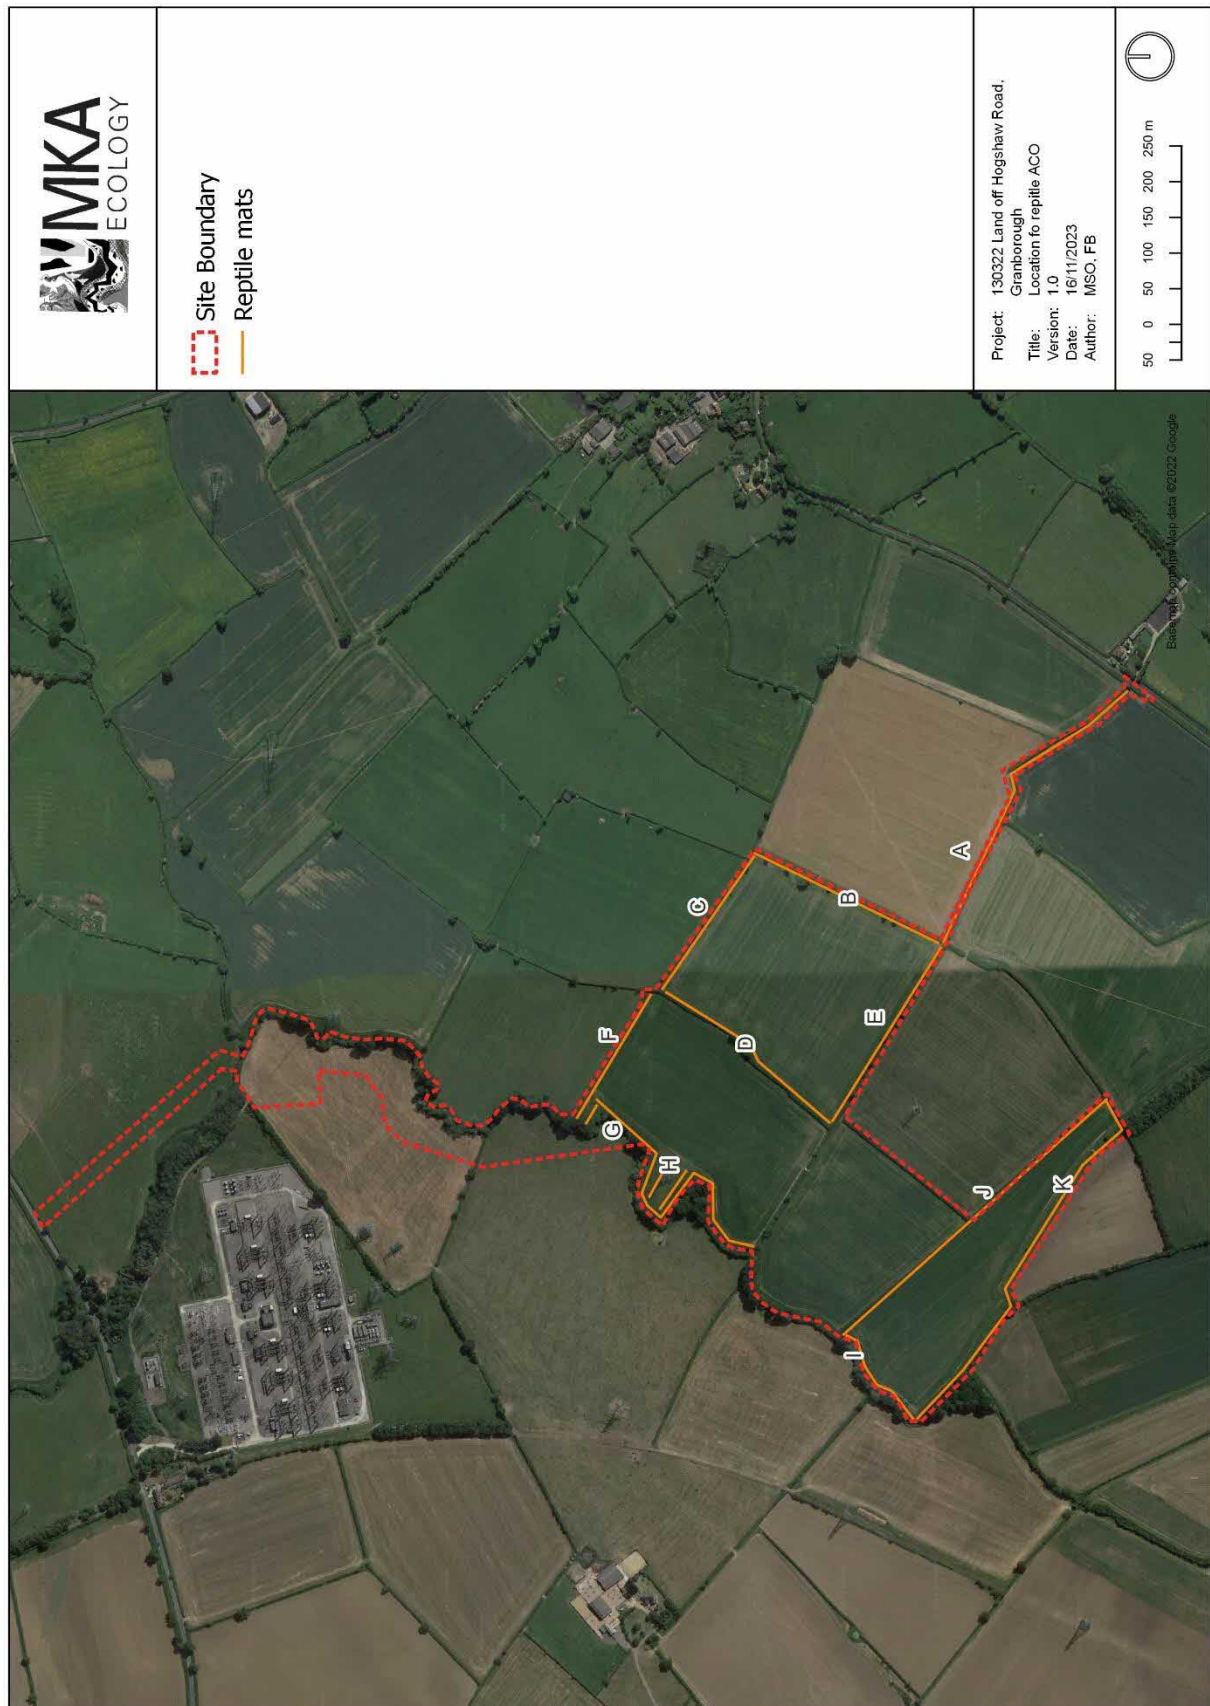 MKA
ECOLOGY
Site Boundary
Reptile mats
Project: 130322 Land off Hogshaw Road,
Granborough
Title: Location fo repitle ACO
Version: 1.0
Date: 16/11/2023
Author: MSO, FB
50 0 50 100 150 200 250 m
A
B
C
D
E
F
G
H
I
J
K
Basemap contains Map data ©2022 Google